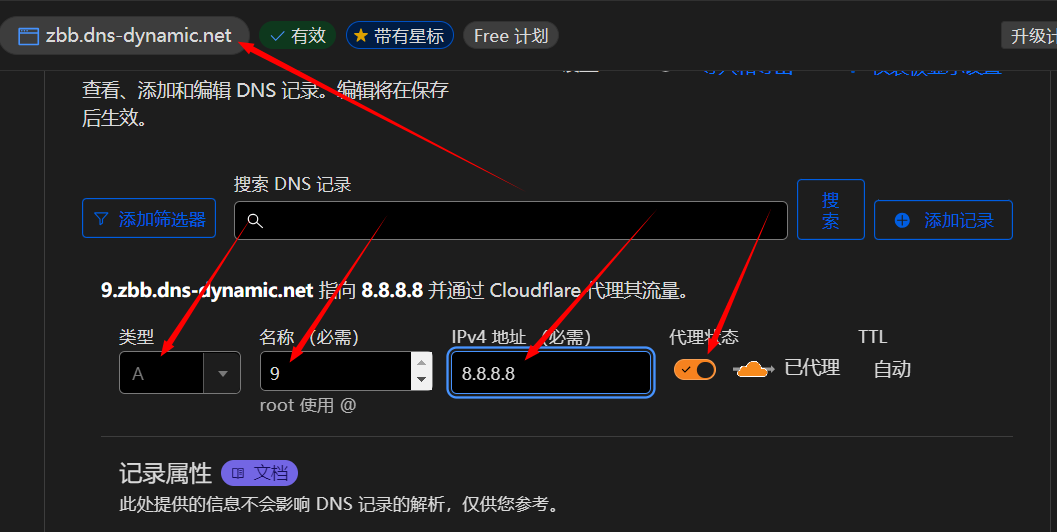 zbb.dns-dynamic.net 有效 带有星标 Free 计划 升级计
查看、添加和编辑 DNS 记录。编辑将在保存
后生效。
搜索 DNS 记录
添加筛选器 搜索 添加记录
9.zbb.dns-dynamic.net 指向 8.8.8.8 并通过 Cloudflare 代理其流量。
类型 名称 （必需） IPv4 地址 （必需） 代理状态 TTL
A 9 8.8.8.8 已代理 自动
root 使用 @
记录属性 文档
此处提供的信息不会影响 DNS 记录的解析，仅供您参考。